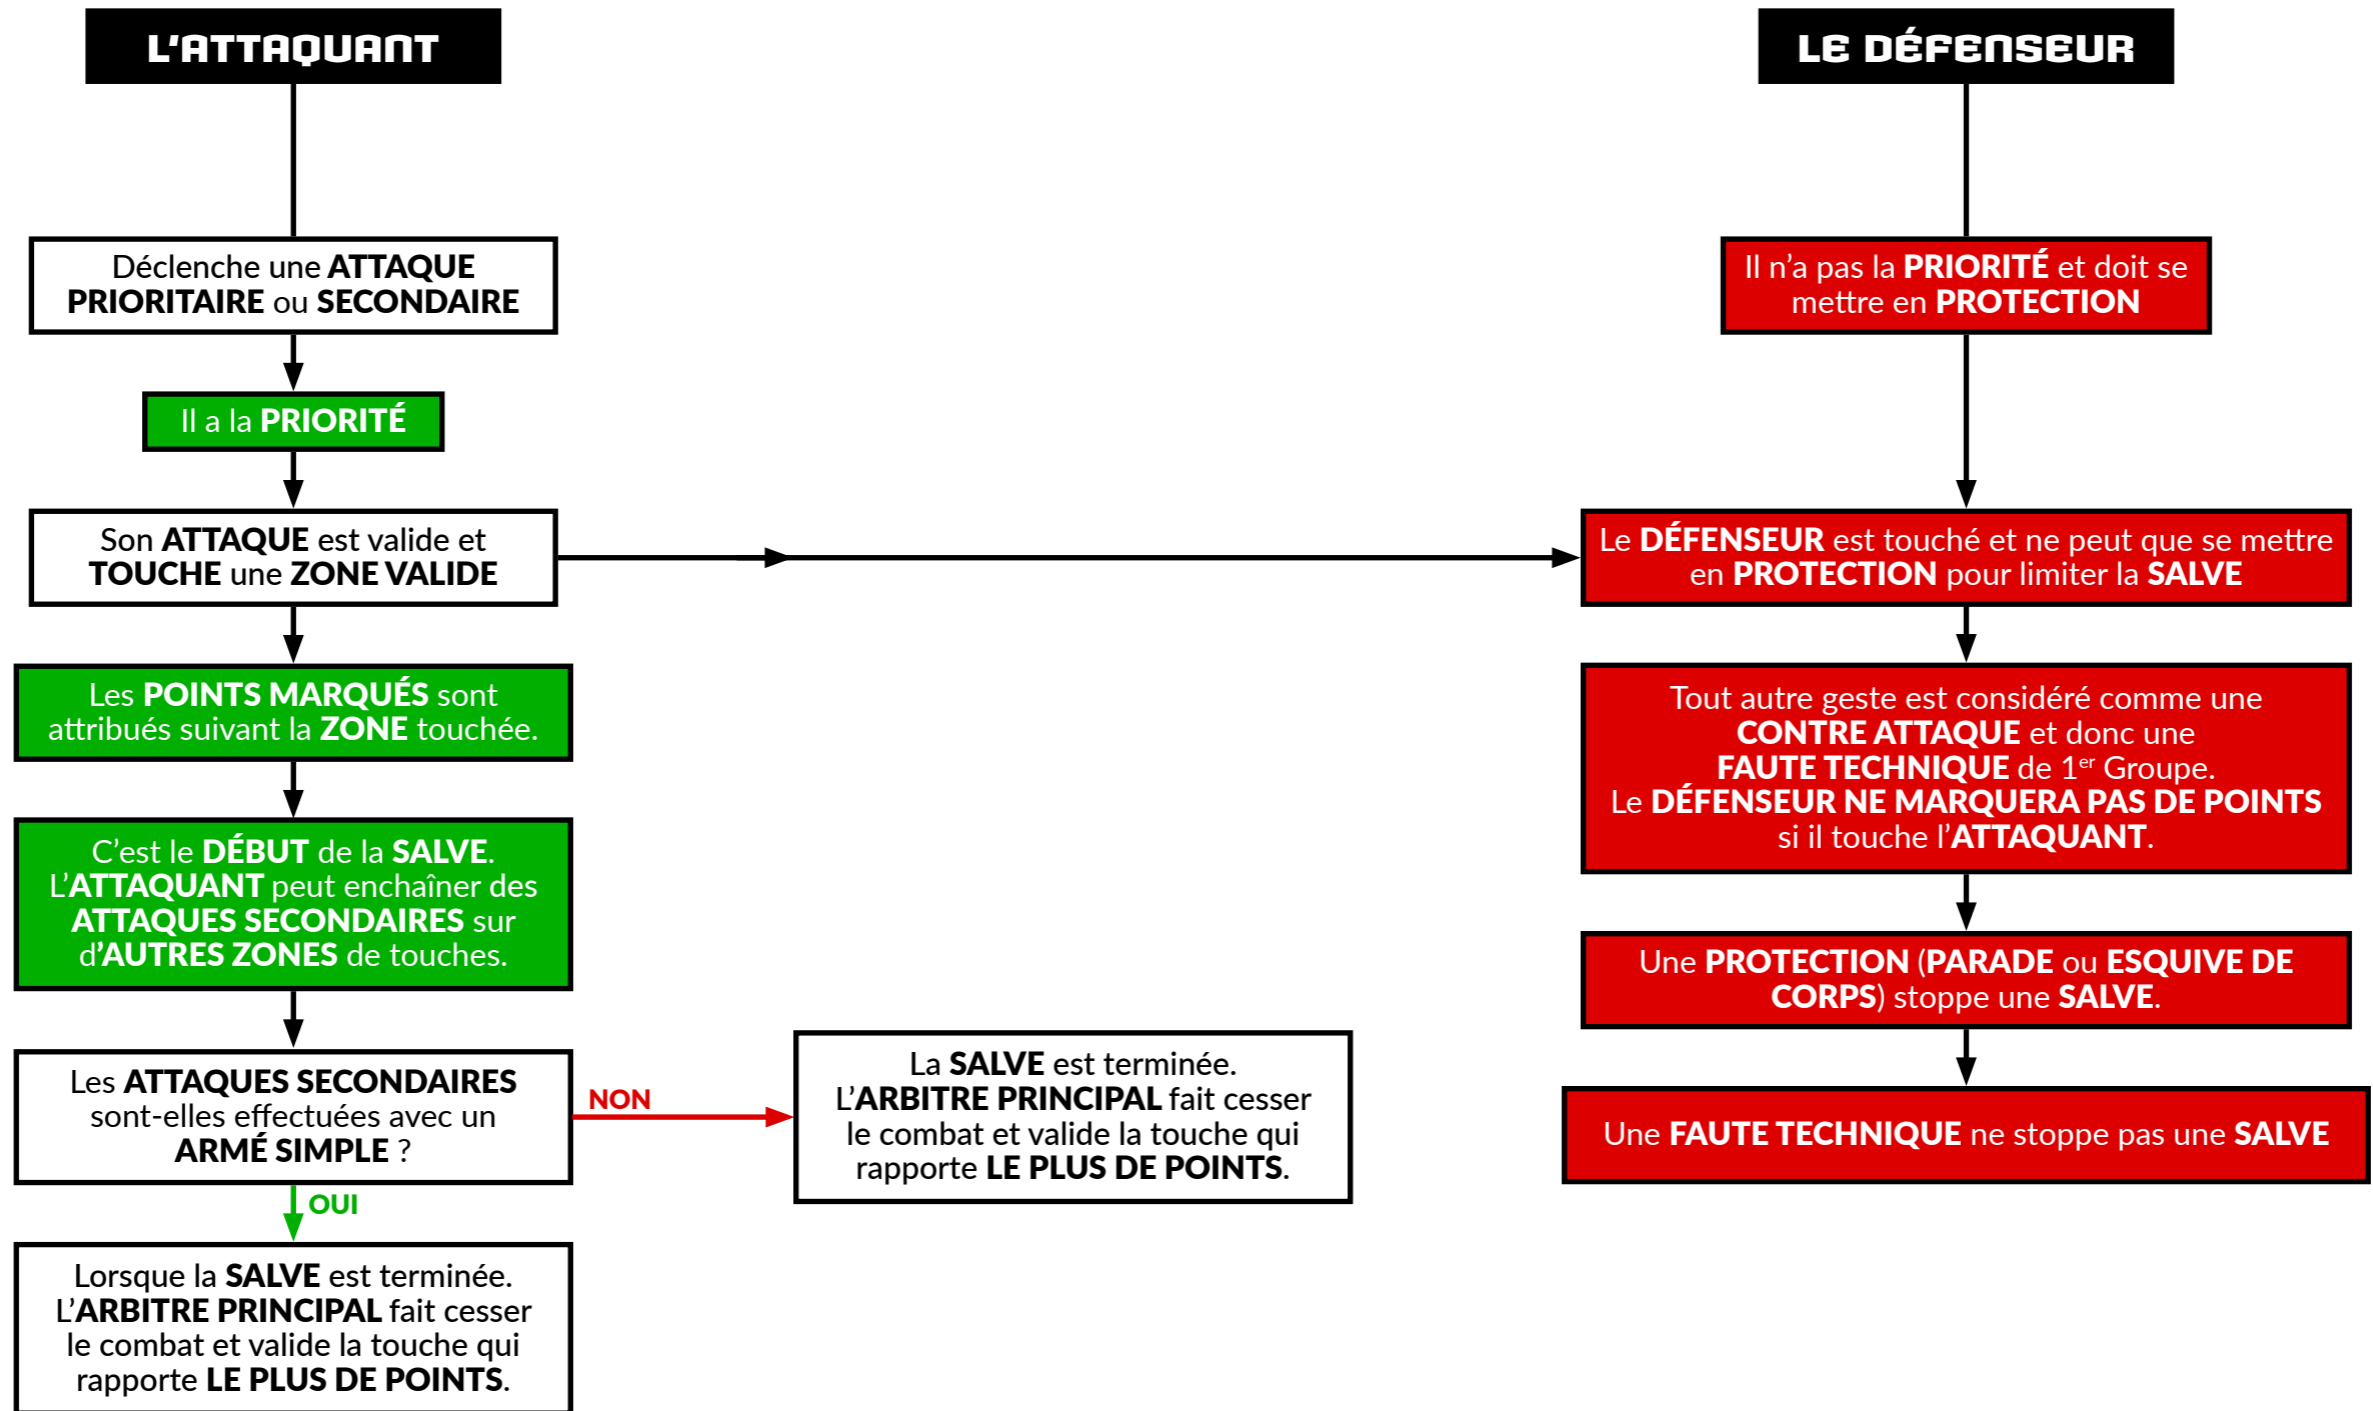 L'ATTAQUANT
Déclenche une ATTAQUE
PRIORITAIRE ou SECONDAIRE
Il a la PRIORITÉ
Son ATTAQUE est valide et
TOUCHE une ZONE VALIDE
Les POINTS MARQUÉS sont
attribués suivant la ZONE touchée.
C'est le DÉBUT de la SALVE.
L'ATTAQUANT peut enchaîner des
ATTAQUES SECONDAIRES sur
d'AUTRES ZONES de touches.
Les ATTAQUES SECONDAIRES
sont-elles effectuées avec un
ARMÉ SIMPLE ?
NON
La SALVE est terminée.
L'ARBITRE PRINCIPAL fait cesser
le combat et valide la touche qui
rapporte LE PLUS DE POINTS.
OUI
Lorsque la SALVE est terminée.
L'ARBITRE PRINCIPAL fait cesser
le combat et valide la touche qui
rapporte LE PLUS DE POINTS.
LE DÉFENSEUR
Il n'a pas la PRIORITÉ et doit se
mettre en PROTECTION
Le DÉFENSEUR est touché et ne peut que se mettre
en PROTECTION pour limiter la SALVE
Tout autre geste est considéré comme une
CONTRE ATTAQUE et donc une
FAUTE TECHNIQUE de 1er Groupe.
Le DÉFENSEUR NE MARQUERA PAS DE POINTS
si il touche l'ATTAQUANT.
Une PROTECTION (PARADE ou ESQUIVE DE
CORPS) stoppe une SALVE.
Une FAUTE TECHNIQUE ne stoppe pas une SALVE